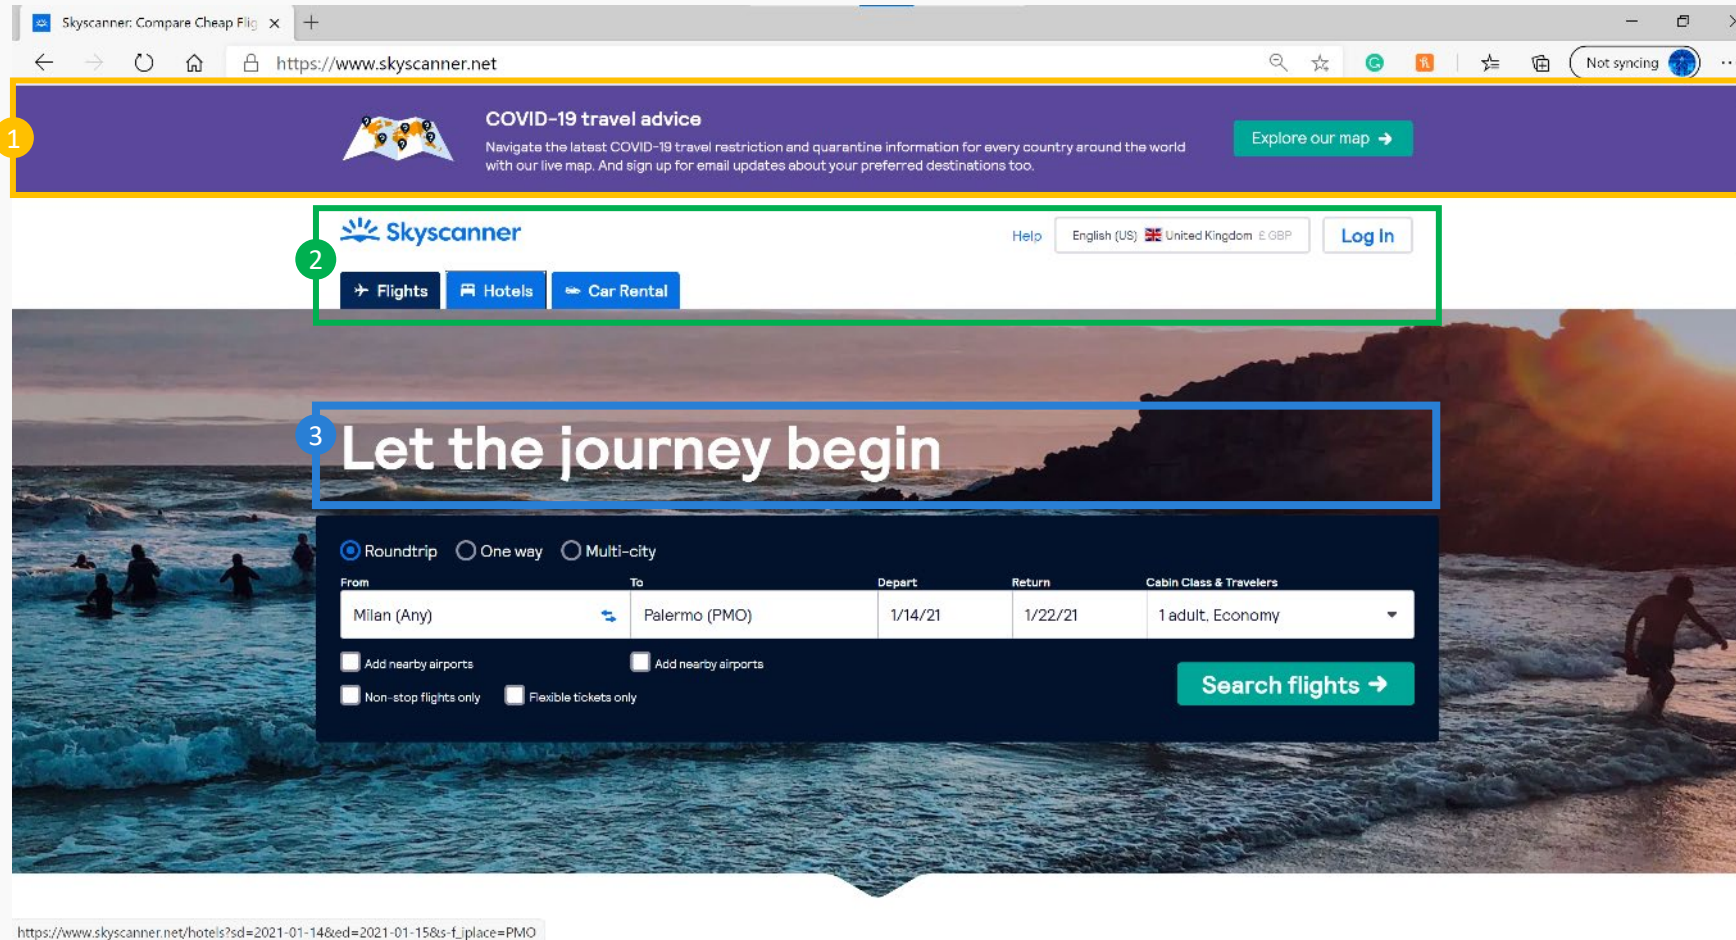 Skyscanner: Compare Cheap Flig
https://www.skyscanner.net
Not syncing
1
COVID-19 travel advice
Navigate the latest COVID-19 travel restriction and quarantine information for every country around the world
with our live map. And sign up for email updates about your preferred destinations too.
Explore our map
2
Skyscanner
Help
English (US) United Kingdom £ GBP
Log In
Flights
Hotels
Car Rental
3
Let the journey begin
Roundtrip One way Multi-city
From To Depart Return Cabin Class & Travelers
Milan (Any) Palermo (PMO) 1/14/21 1/22/21 1 adult, Economy
Add nearby airports Add nearby airports
Non-stop flights only Flexible tickets only
Search flights
https://www.skyscanner.net/hotels?sd=2021-01-14&ed=2021-01-15&s-f_iplace=PMO